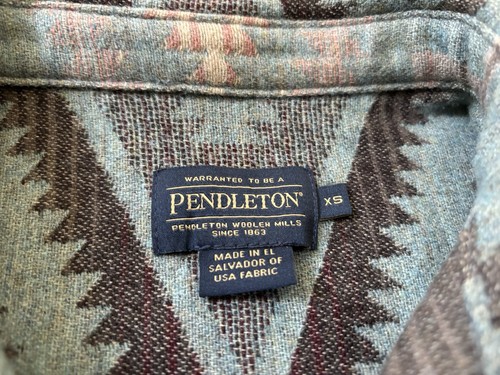 WARRANTED TO BE A
PENDLETON®
XS
PENDLETON WOOLEN MILLS
SINCE 1863
MADE IN EL
SALVADOR OF
USA FABRIC